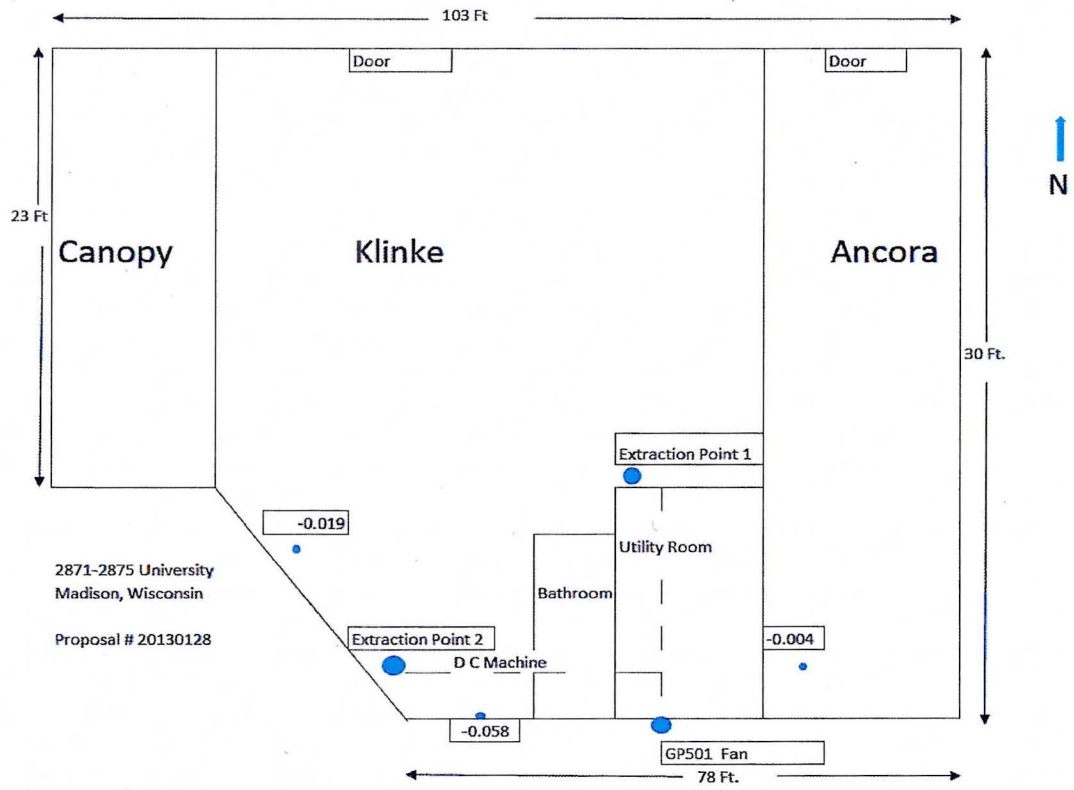 103 Ft
Door
Door
N
23 Ft
Canopy
Klinke
Ancora
30 Ft.
Extraction Point 1
-0.019
Utility Room
2871-2875 University
Madison, Wisconsin
Bathroom
Proposal # 20130128
Extraction Point 2
-0.004
D C Machine
-0.058
GP501 Fan
78 Ft.